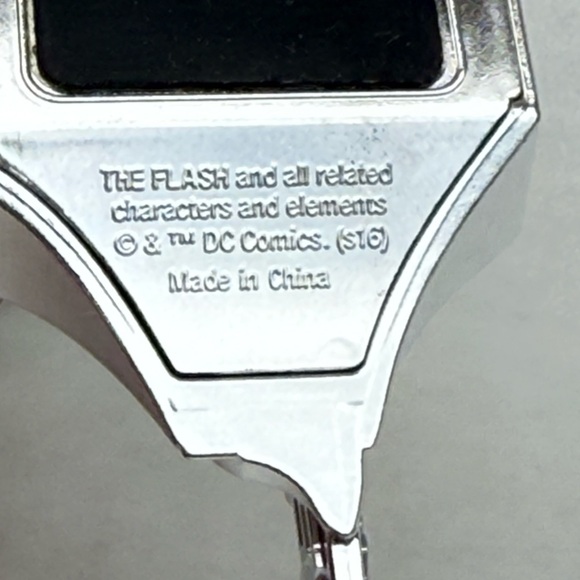 THE FLASH and all related
characters and elements
© & ™ DC Comics. (s16)
Made in China